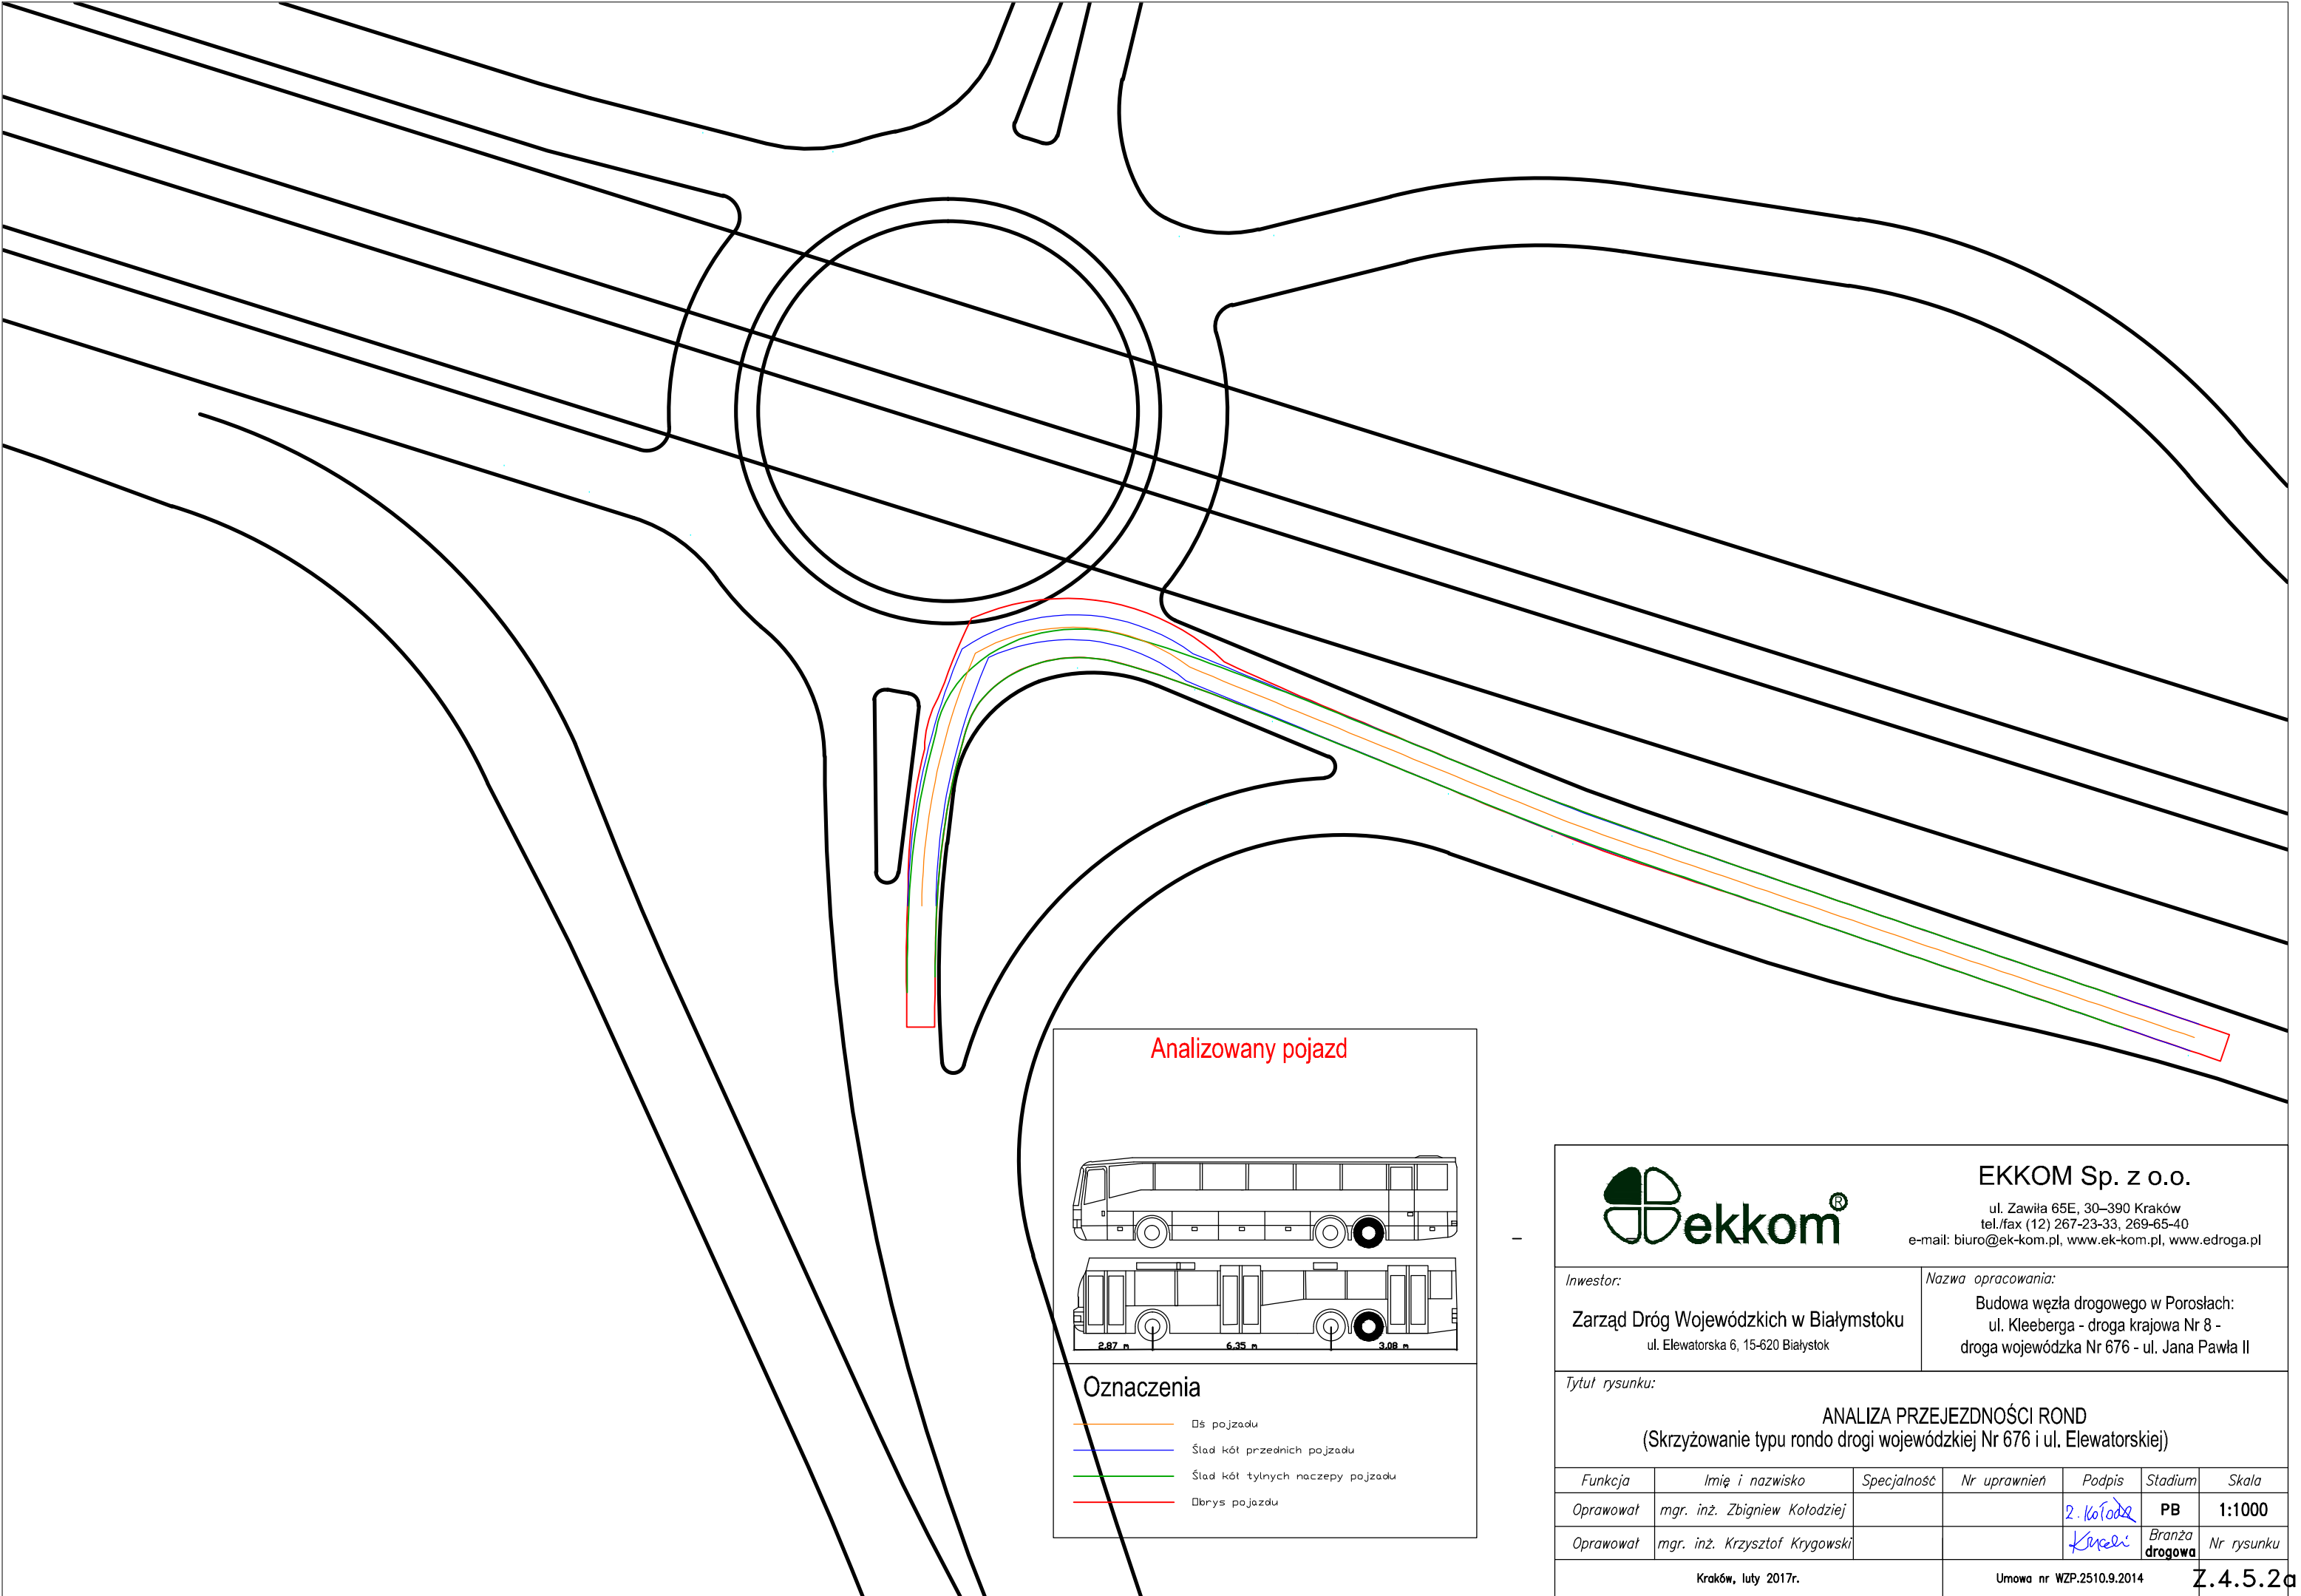 Analizowany pojazd
2.87 m
6.35 m
3.08 m
Oznaczenia
Oś pojzadu
Ślad kół przednich pojzadu
Ślad kół tylnych naczepy pojzadu
Obrys pojazdu
ekkom®
EKKOM Sp. z o.o.
ul. Zawiła 65E, 30–390 Kraków
tel./fax (12) 267-23-33, 269-65-40
e-mail: biuro@ek-kom.pl, www.ek-kom.pl, www.edroga.pl
Inwestor:
Zarząd Dróg Wojewódzkich w Białymstoku
ul. Elewatorska 6, 15-620 Białystok
Nazwa opracowania:
Budowa węzła drogowego w Porosłach:
ul. Kleeberga - droga krajowa Nr 8 -
droga wojewódzka Nr 676 - ul. Jana Pawła II
Tytuł rysunku:
ANALIZA PRZEJEZDNOŚCI ROND
(Skrzyżowanie typu rondo drogi wojewódzkiej Nr 676 i ul. Elewatorskiej)
Funkcja Imię i nazwisko Specjalność Nr uprawnień Podpis Stadium Skala
Oprawował mgr. inż. Zbigniew Kołodziej PB 1:1000
Oprawował mgr. inż. Krzysztof Krygowski Branża drogowa Nr rysunku
Kraków, luty 2017r. Umowa nr WZP.2510.9.2014 Z.4.5.2a